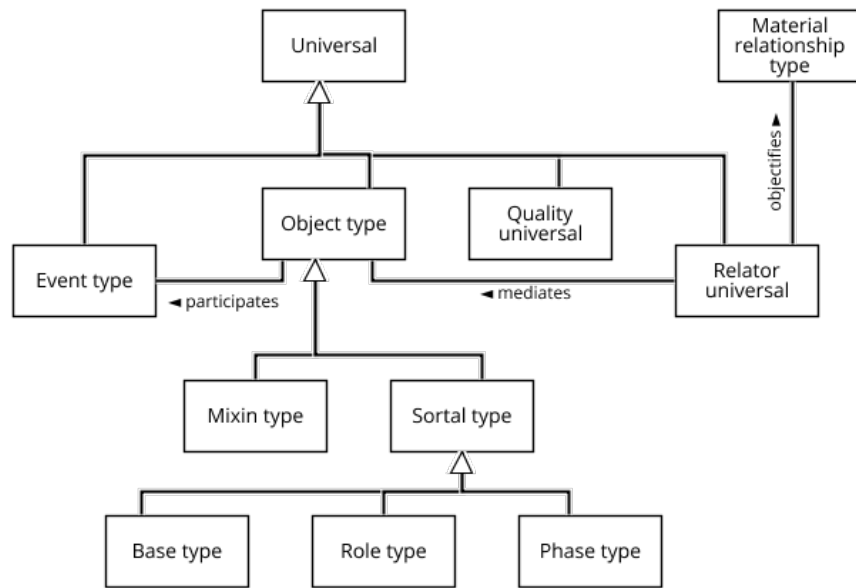 Universal
Material
relationship
type
◄ objectifies
Object type
Quality
universal
Event type
Relator
universal
◄ participates
◄ mediates
Mixin type
Sortal type
Base type
Role type
Phase type